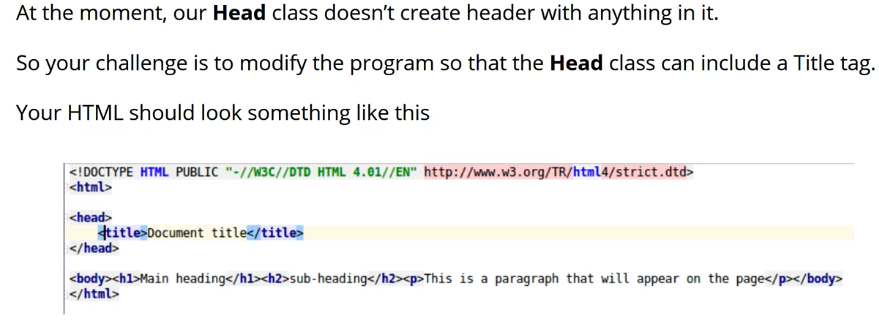 At the moment, our Head class doesn't create header with anything in it.
So your challenge is to modify the program so that the Head class can include a Title tag.
Your HTML should look something like this
<!DOCTYPE HTML PUBLIC "-//W3C//DTD HTML 4.01//EN" http://www.w3.org/TR/html4/strict.dtd>
<html>
<head>
<title>Document title</title>
</head>
<body><h1>Main heading</h1><h2>sub-heading</h2><p>This is a paragraph that will appear on the page</p></body>
</html>